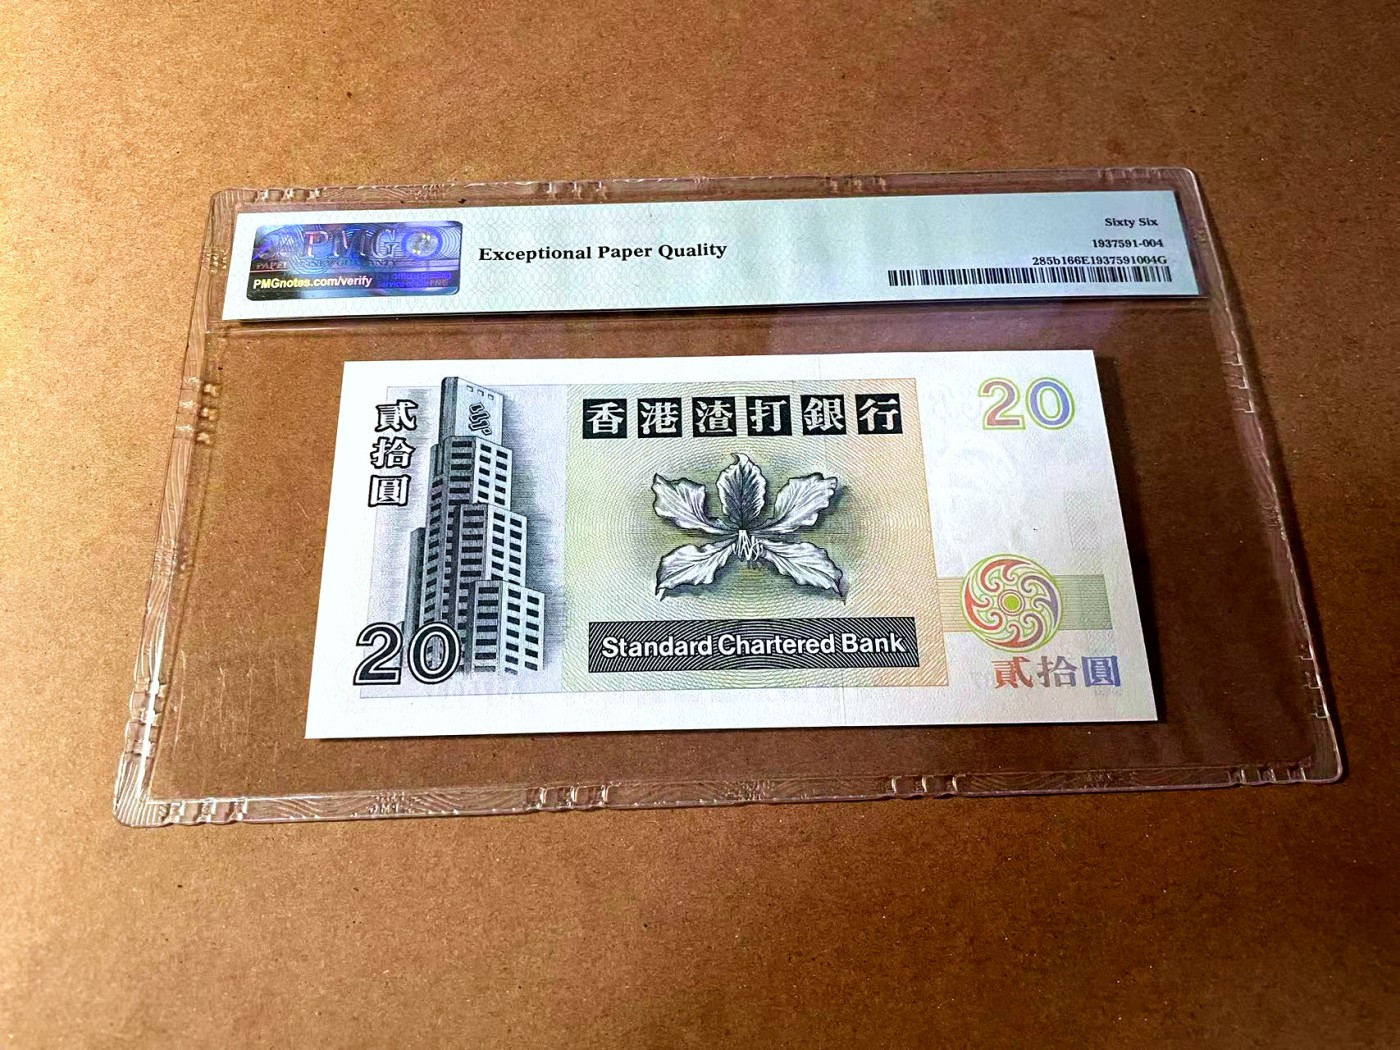 PMG
PMGnotes.com/verify
Exceptional Paper Quality
Sixty Six
1937591-004
285b166E1937591004G
貳拾圓
香港渣打銀行
20
20
Standard Chartered Bank
貳拾圓